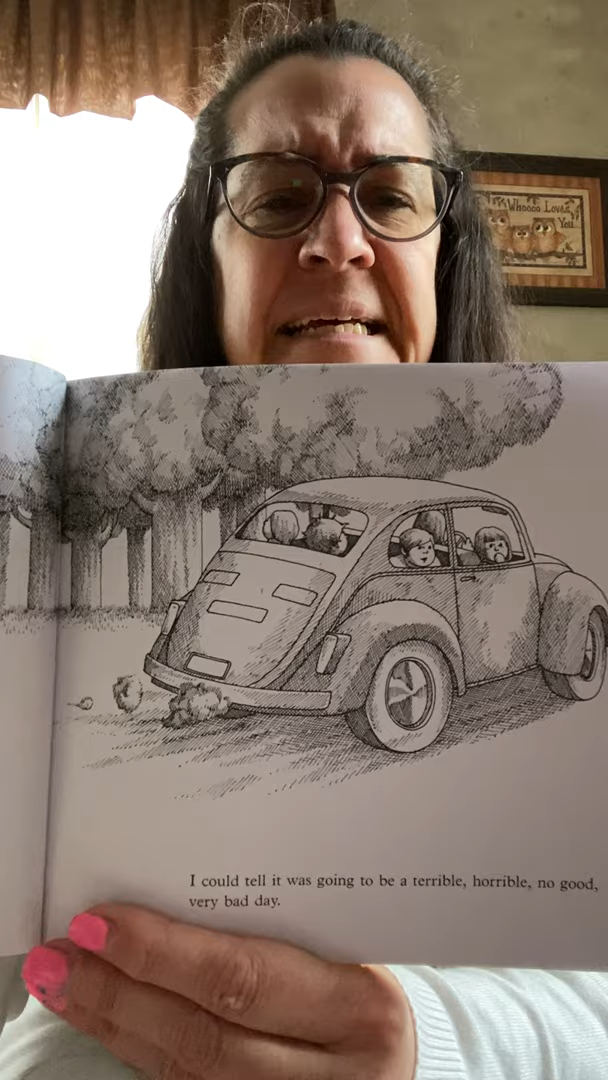 Whoooo Loves
You
I could tell it was going to be a terrible, horrible, no good,
very bad day.